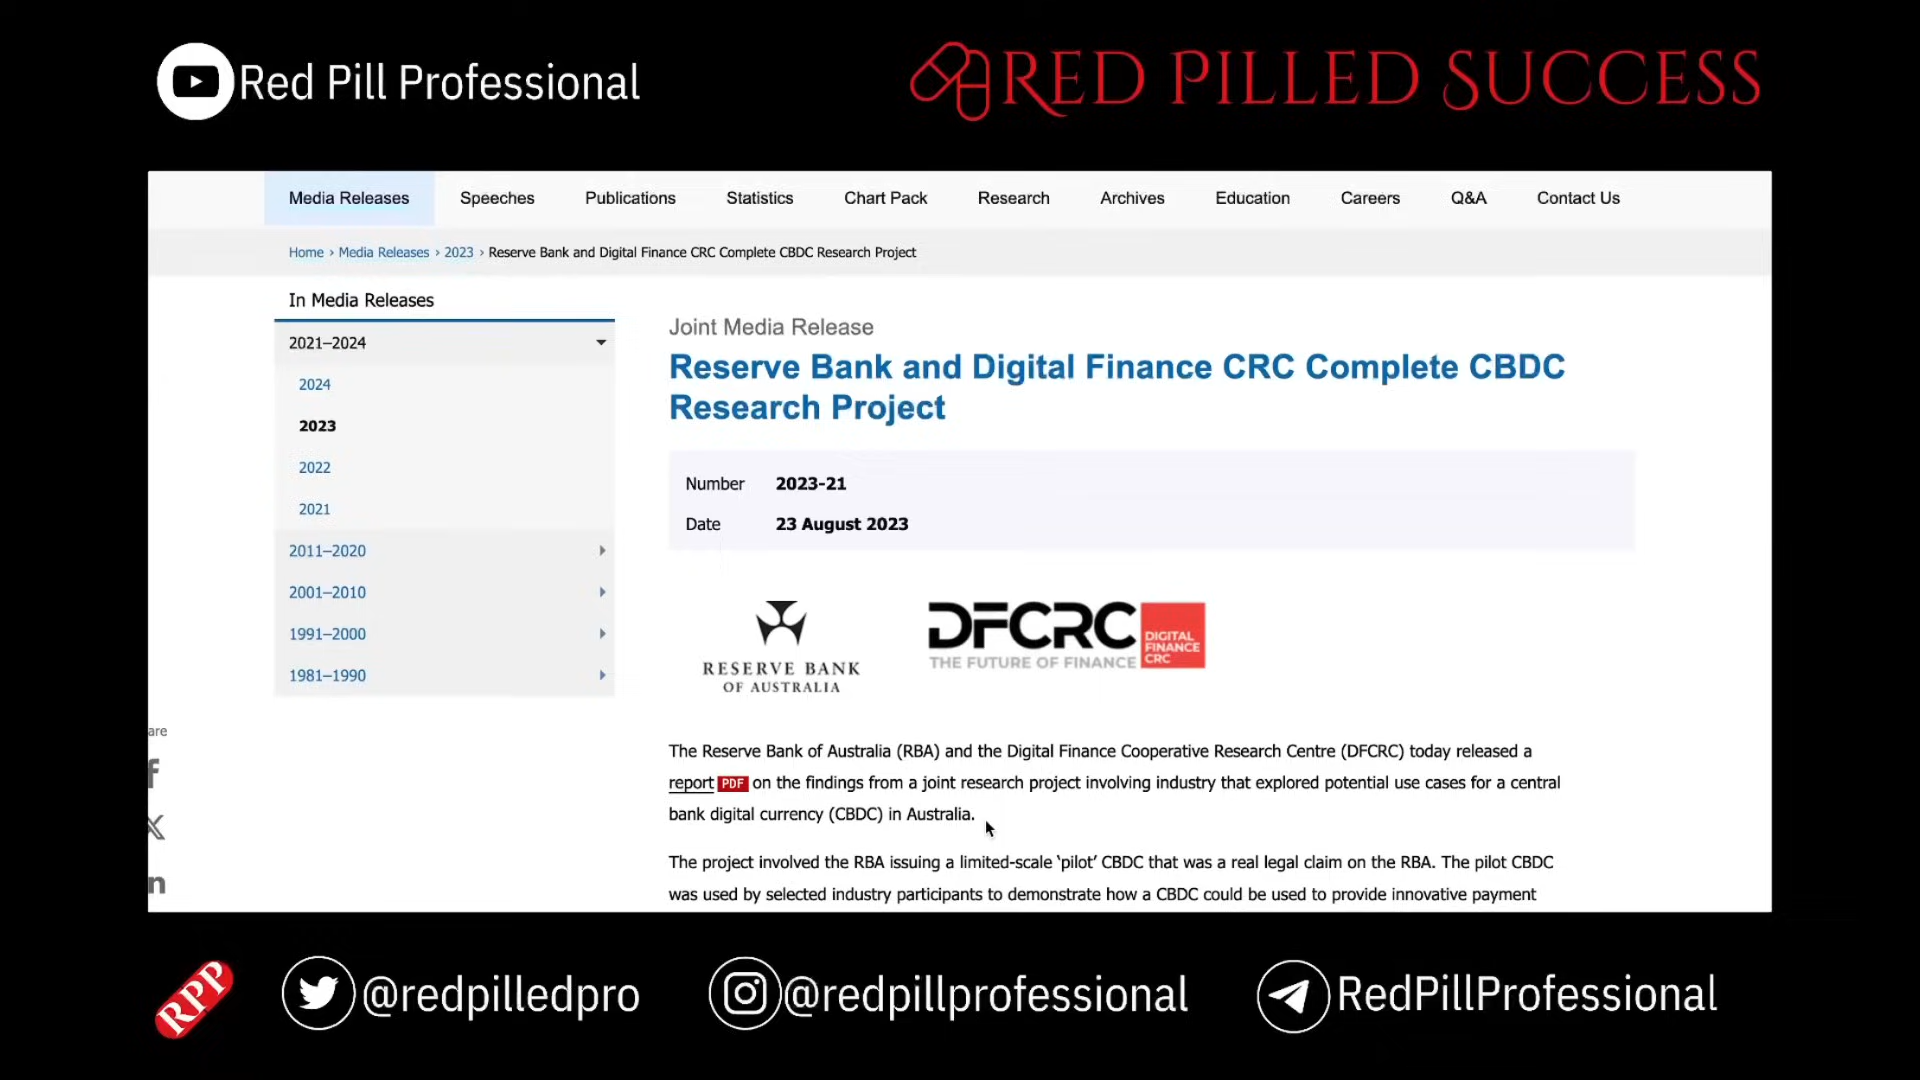 Red Pill Professional
RED PILLED SUCCESS
Media Releases Speeches Publications Statistics Chart Pack Research Archives Education Careers Q&A Contact Us
Home › Media Releases › 2023 › Reserve Bank and Digital Finance CRC Complete CBDC Research Project
In Media Releases
2021–2024
2024
2023
2022
2021
2011–2020
2001–2010
1991–2000
1981–1990
are
Joint Media Release
Reserve Bank and Digital Finance CRC Complete CBDC
Research Project
Number 2023-21
Date 23 August 2023
RESERVE BANK
OF AUSTRALIA
DFCRC
THE FUTURE OF FINANCE
DIGITAL
FINANCE
CRC
The Reserve Bank of Australia (RBA) and the Digital Finance Cooperative Research Centre (DFCRC) today released a
report PDF on the findings from a joint research project involving industry that explored potential use cases for a central
bank digital currency (CBDC) in Australia.
The project involved the RBA issuing a limited-scale ‘pilot’ CBDC that was a real legal claim on the RBA. The pilot CBDC
was used by selected industry participants to demonstrate how a CBDC could be used to provide innovative payment
RPP
@redpilledpro
@redpillprofessional
RedPillProfessional